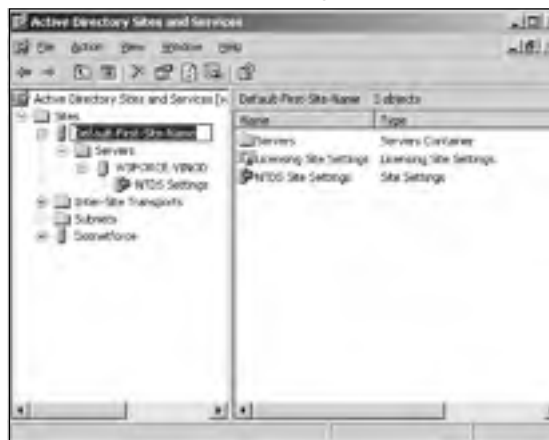 Active Directory Sites and Services
File Action View Window Help
Active Directory Sites and Services [v
Sites
Default-First-Site-Name
Servers
NTDS Settings
Inter-Site Transports
Subnets
Default-First-Site-Name 3 objects
Name Type
Servers Servers Container
Licensing Site Settings Licensing Site Settings
NTDS Site Settings Site Settings